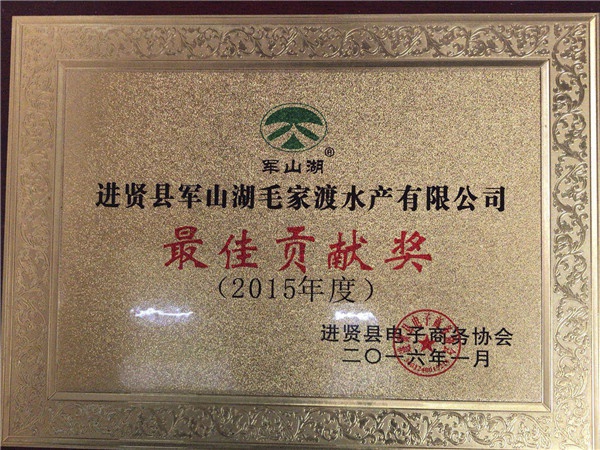 军山湖®
进贤县军山湖毛家渡水产有限公司
最佳贡献奖
（2015年度）
进贤县电子商务协会
二〇一六年一月